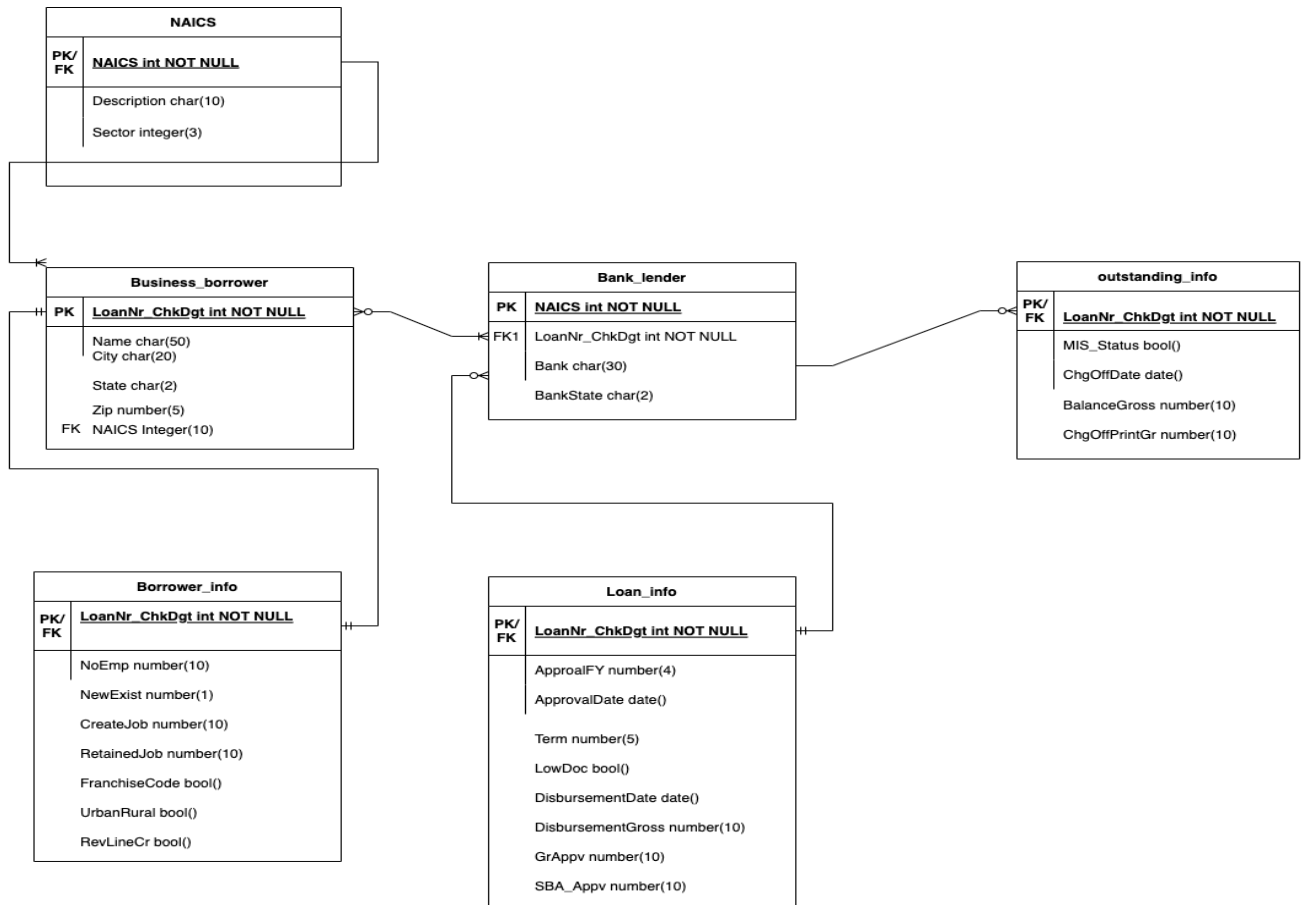 NAICS
PK/
FK
NAICS int NOT NULL
Description char(10)
Sector integer(3)
Business_borrower
PK LoanNr_ChkDgt int NOT NULL
Name char(50)
City char(20)
State char(2)
Zip number(5)
FK NAICS Integer(10)
Bank_lender
PK NAICS int NOT NULL
FK1 LoanNr_ChkDgt int NOT NULL
Bank char(30)
BankState char(2)
outstanding_info
PK/
FK
LoanNr_ChkDgt int NOT NULL
MIS_Status bool()
ChgOffDate date()
BalanceGross number(10)
ChgOffPrintGr number(10)
Borrower_info
PK/
FK
LoanNr_ChkDgt int NOT NULL
NoEmp number(10)
NewExist number(1)
CreateJob number(10)
RetainedJob number(10)
FranchiseCode bool()
UrbanRural bool()
RevLineCr bool()
Loan_info
PK/
FK
LoanNr_ChkDgt int NOT NULL
ApproalFY number(4)
ApprovalDate date()
Term number(5)
LowDoc bool()
DisbursementDate date()
DisbursementGross number(10)
GrAppv number(10)
SBA_Appv number(10)